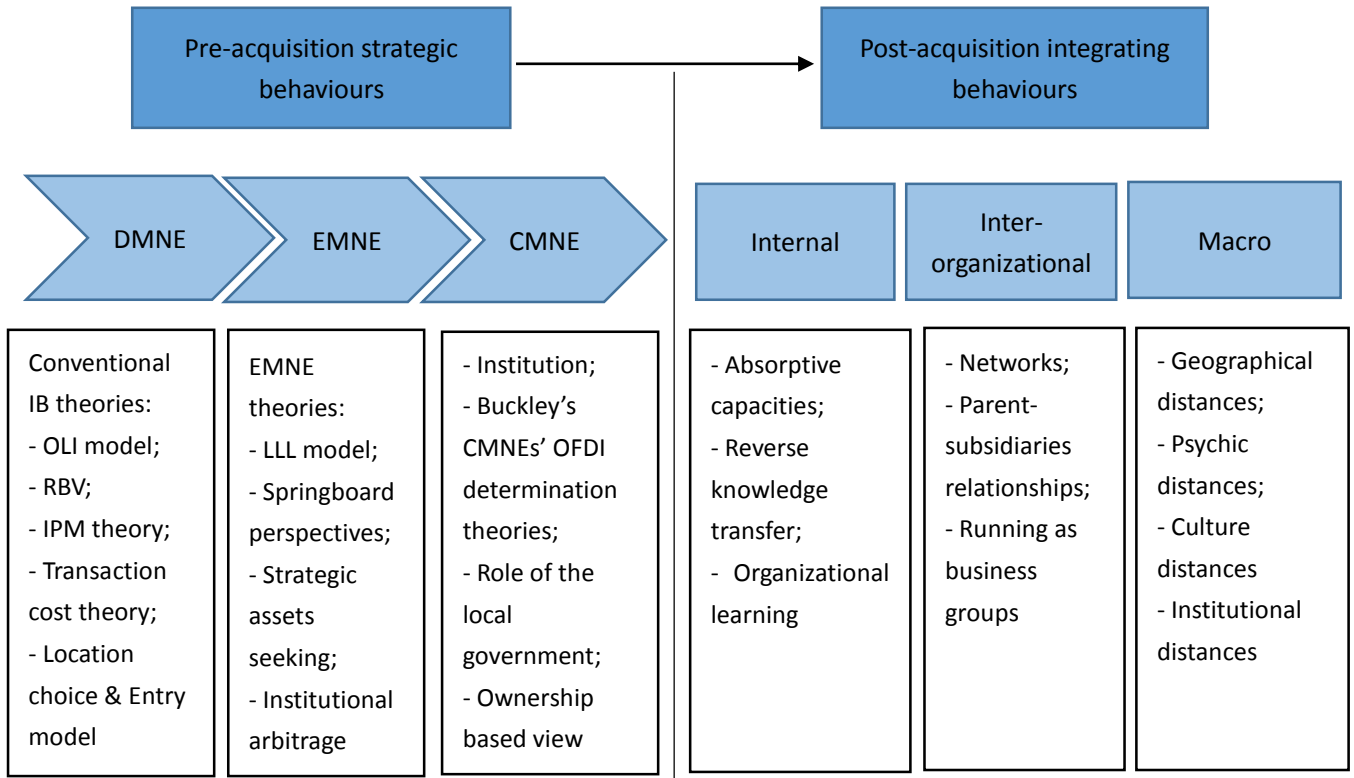 Pre-acquisition strategic
behaviours
Post-acquisition integrating
behaviours
DMNE
EMNE
CMNE
Internal
Inter-
organizational
Macro
Conventional
IB theories:
- OLI model;
- RBV;
- IPM theory;
- Transaction
cost theory;
- Location
choice & Entry
model
EMNE
theories:
- LLL model;
- Springboard
perspectives;
- Strategic
assets
seeking;
- Institutional
arbitrage
- Institution;
- Buckley’s
CMNEs’ OFDI
determination
theories;
- Role of the
local
government;
- Ownership
based view
- Absorptive
capacities;
- Reverse
knowledge
transfer;
- Organizational
learning
- Networks;
- Parent-
subsidiaries
relationships;
- Running as
business
groups
- Geographical
distances;
- Psychic
distances;
- Culture
distances
- Institutional
distances